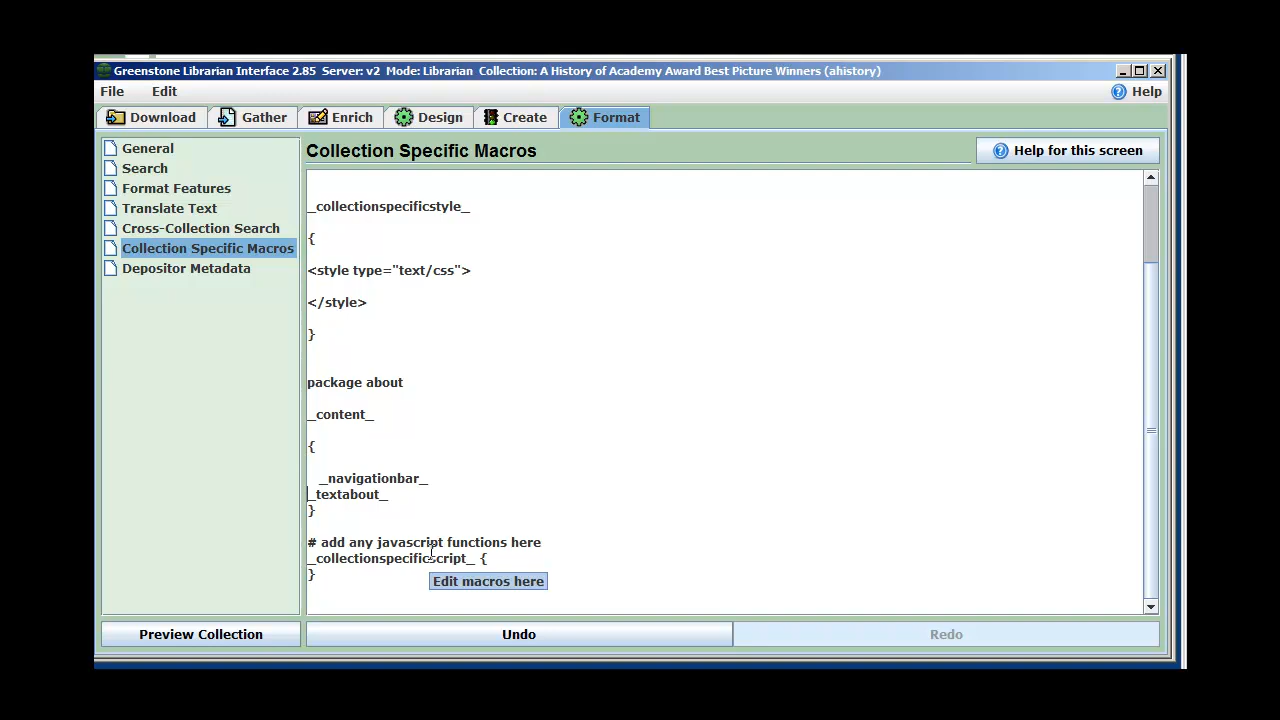 Greenstone Librarian Interface 2.85 Server: v2 Mode: Librarian Collection: A History of Academy Award Best Picture Winners (ahistory)
File Edit Help
Download Gather Enrich Design Create Format
General
Search
Format Features
Translate Text
Cross-Collection Search
Collection Specific Macros
Depositor Metadata
Collection Specific Macros
Help for this screen
_collectionspecificstyle_
{
<style type="text/css">
</style>
}
package about
_content_
{
_navigationbar_
_textabout_
}
# add any javascript functions here
_collectionspecificscript_ {
}
Edit macros here
Preview Collection Undo Redo